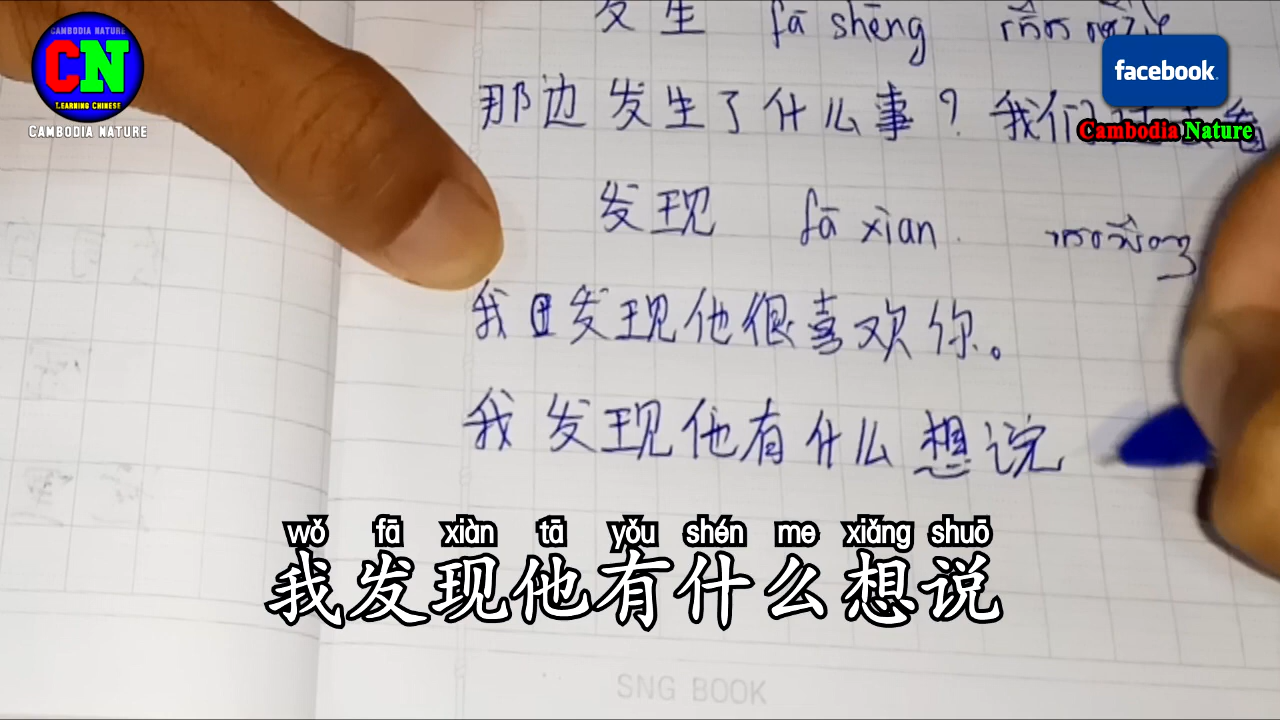 CAMBODIA NATURE
CN
LEARNING CHINESE
CAMBODIA NATURE
facebook
Cambodia Nature
发生 fā shēng កើត
那边发生了什么事？我们
发现 fā xiàn
我发现他很喜欢你。
我发现他有什么想说
wǒ fā xiàn tā yǒu shén me xiǎng shuō
我发现他有什么想说
SNG BOOK